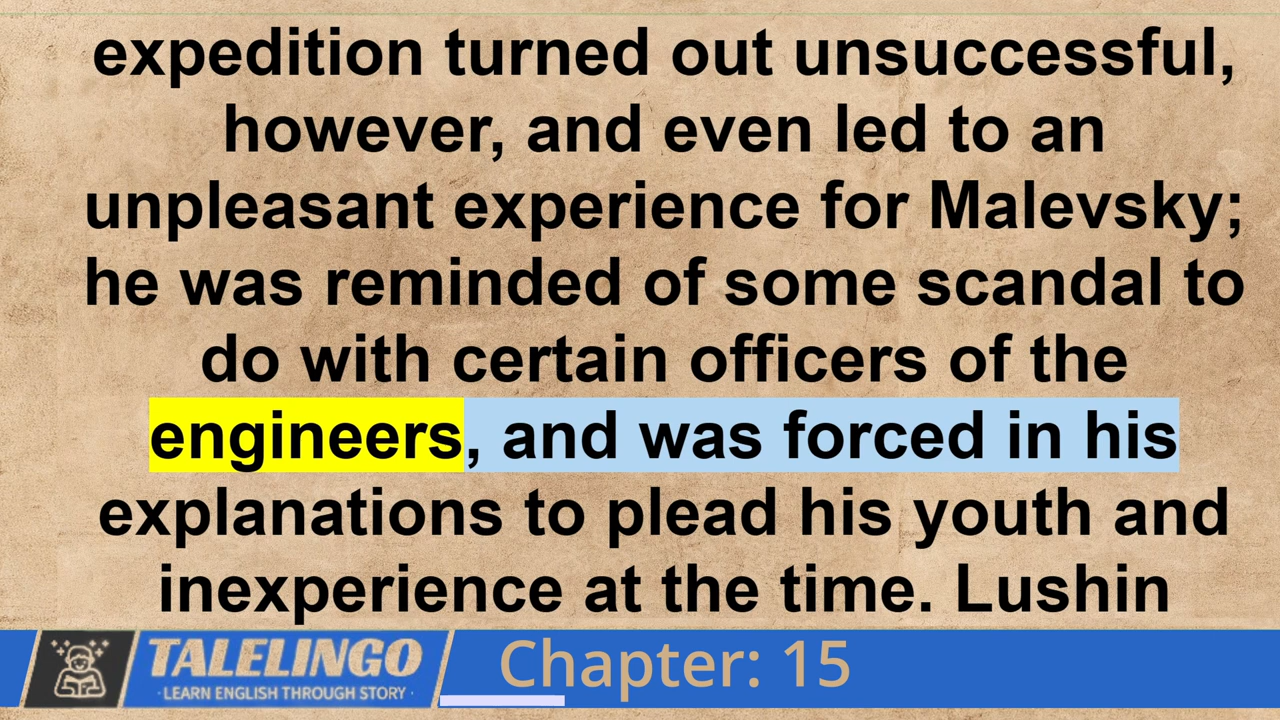 expedition turned out unsuccessful,
however, and even led to an
unpleasant experience for Malevsky;
he was reminded of some scandal to
do with certain officers of the
engineers, and was forced in his
explanations to plead his youth and
inexperience at the time. Lushin
TALELINGO
· LEARN ENGLISH THROUGH STORY ·
Chapter: 15